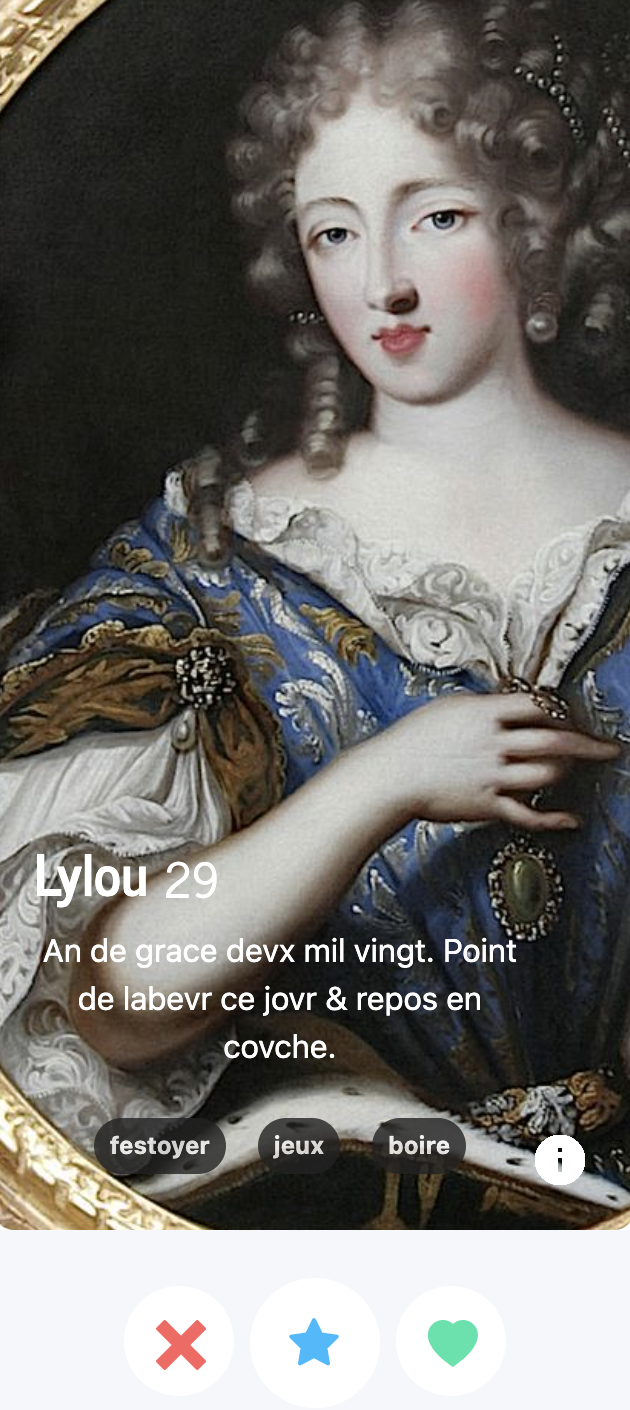 Lylou 29
An de grace devx mil vingt. Point
de labevr ce jovr & repos en
covche.
festoyer jeux boire
i